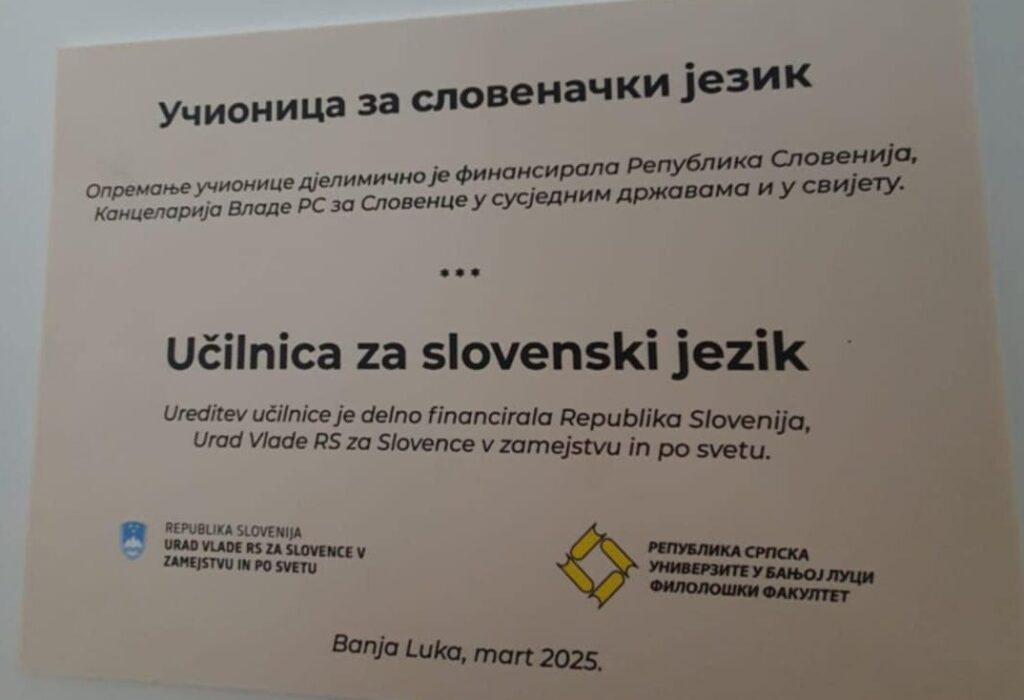 Учионица за словеначки језик
Опремање учионице дјелимично је финансирала Република Словенија,
Канцеларија Владе РС за Словенце у сусједним државама и у свијету.
***
Učilnica za slovenski jezik
Ureditev učilnice je delno financirala Republika Slovenija,
Urad Vlade RS za Slovence v zamejstvu in po svetu.
REPUBLIKA SLOVENIJA
URAD VLADE RS ZA SLOVENCE V
ZAMEJSTVU IN PO SVETU
РЕПУБЛИКА СРПСКА
УНИВЕРЗИТЕ У БАЊОЈ ЛУЦИ
ФИЛОЛОШКИ ФАКУЛТЕТ
Banja Luka, mart 2025.